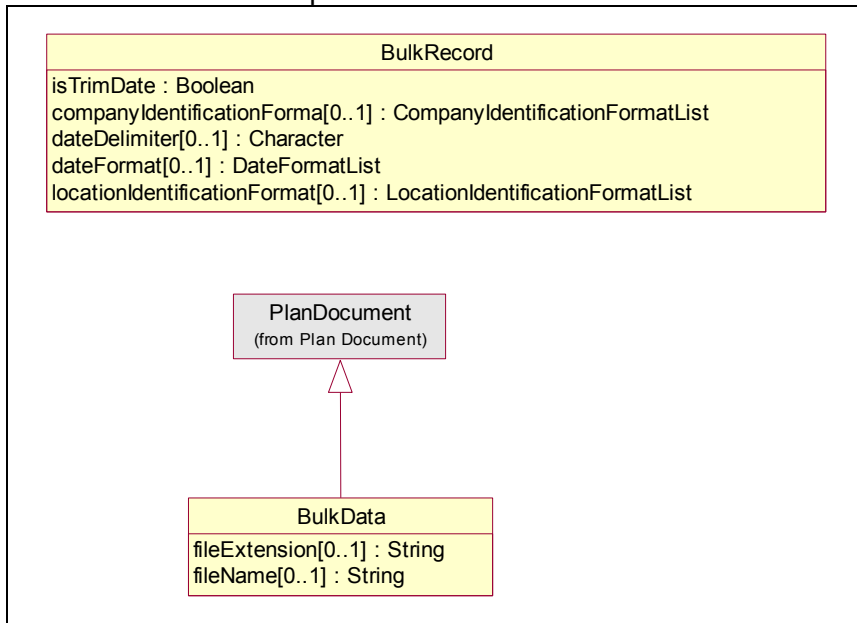 BulkRecord
isTrimDate : Boolean
companyIdentificationForma[0..1] : CompanyIdentificationFormatList
dateDelimiter[0..1] : Character
dateFormat[0..1] : DateFormatList
locationIdentificationFormat[0..1] : LocationIdentificationFormatList
PlanDocument
(from Plan Document)
BulkData
fileExtension[0..1] : String
fileName[0..1] : String